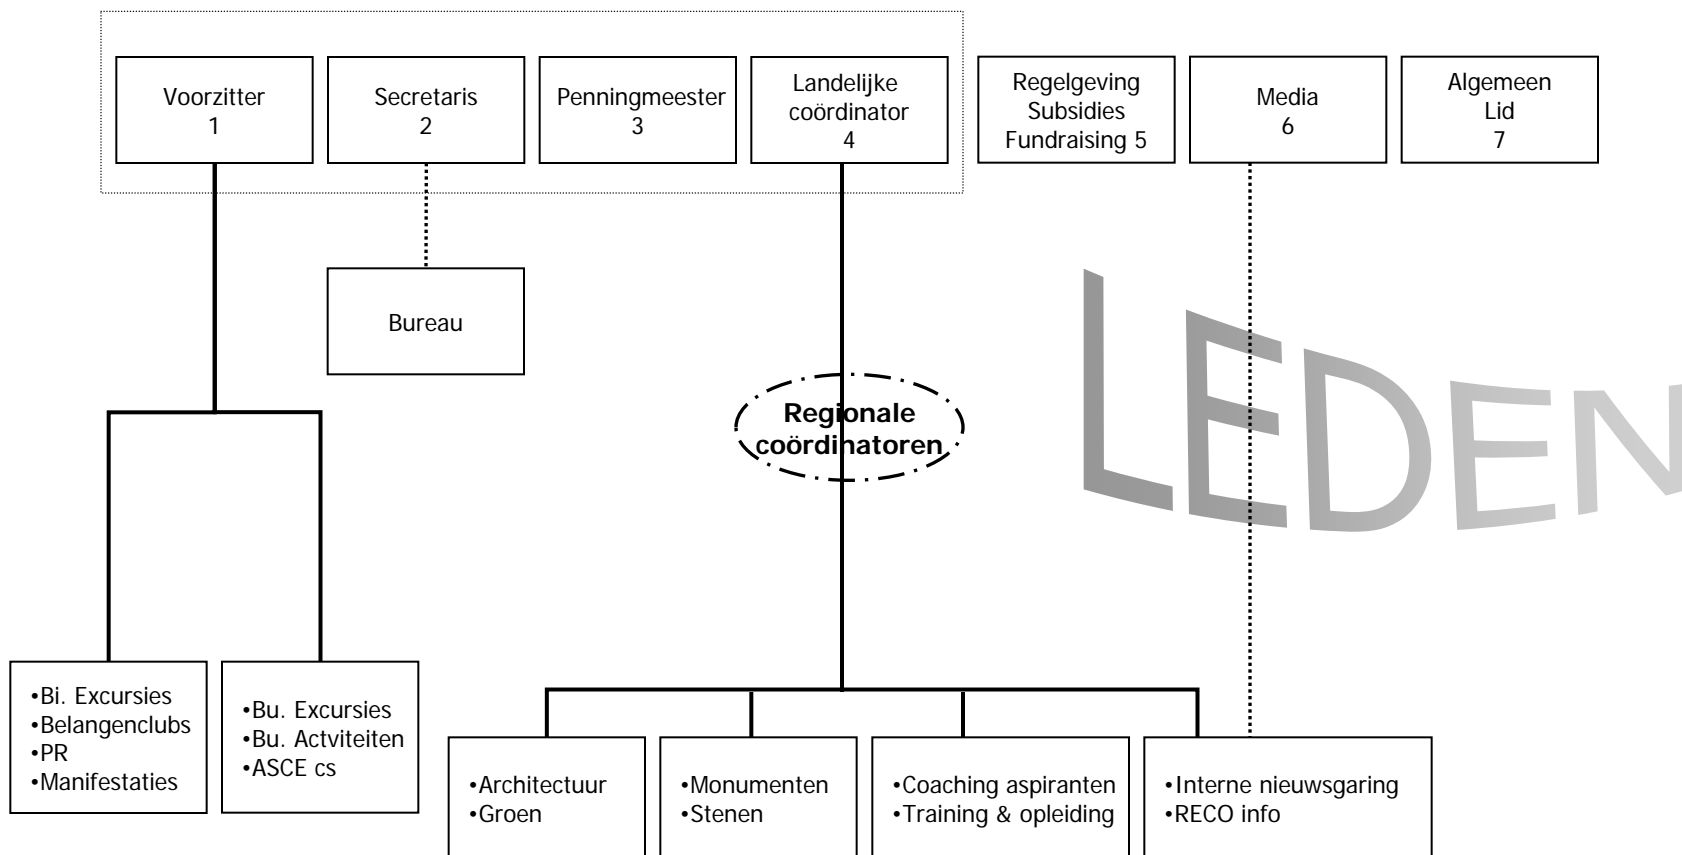 Voorzitter
1
Secretaris
2
Penningmeester
3
Landelijke
coördinator
4
Regelgeving
Subsidies
Fundraising 5
Media
6
Algemeen
Lid
7
Bureau
Regionale
coördinatoren
LEDEN
•Bi. Excursies
•Belangenclubs
•PR
•Manifestaties
•Bu. Excursies
•Bu. Actviteiten
•ASCE cs
•Architectuur
•Groen
•Monumenten
•Stenen
•Coaching aspiranten
•Training & opleiding
•Interne nieuwsgaring
•RECO info